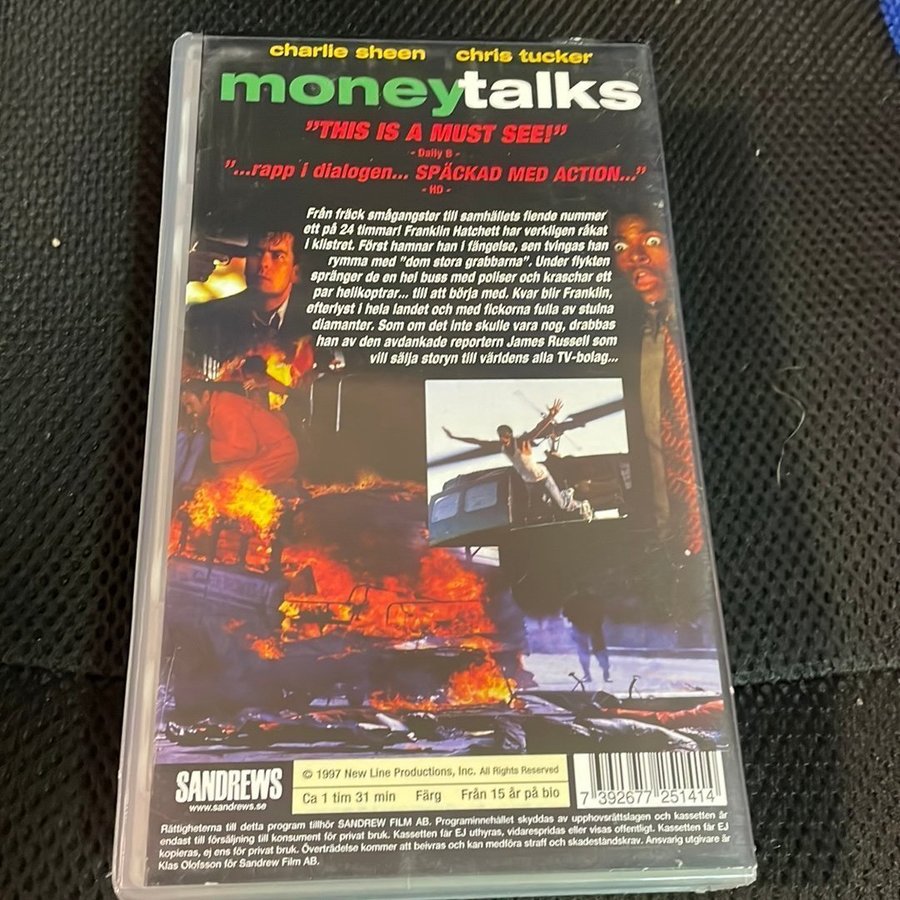 charlie sheen chris tucker
moneytalks
"THIS IS A MUST SEE!"
- Daily B -
"...rapp i dialogen... SPÄCKAD MED ACTION..."
- HD -
Från fräck smågangster till samhällets fiende nummer
ett på 24 timmar! Franklin Hatchett har verkligen råkat
i klistret. Först hamnar han i fängelse, sen tvingas han
rymma med "dom stora grabbarna". Under flykten
spränger de en hel buss med poliser och kraschar ett
par helikoptrar... till att börja med. Kvar blir Franklin,
efterlyst i hela landet och med fickorna fulla av stulna
diamanter. Som om det inte skulle vara nog, drabbas
han av den avdankade reportern James Russell som
vill sälja storyn till världens alla TV-bolag...
SANDREWS
www.sandrews.se
© 1997 New Line Productions, Inc. All Rights Reserved
Ca 1 tim 31 min Färg Från 15 år på bio
7 392677 251414
Rättigheterna till detta program tillhör SANDREW FILM AB. Programinnehållet skyddas av upphovsrättslagen och kassetten är
endast till försäljning till konsument för privat bruk. Kassetten får EJ uthyras, vidarespridas eller visas offentligt. Kassetten får EJ
kopieras, ej ens för privat bruk. Överträdelse kommer att beivras och kan medföra straff och skadeståndskrav. Ansvarig utgivare är
Klas Olofsson för Sandrew Film AB.